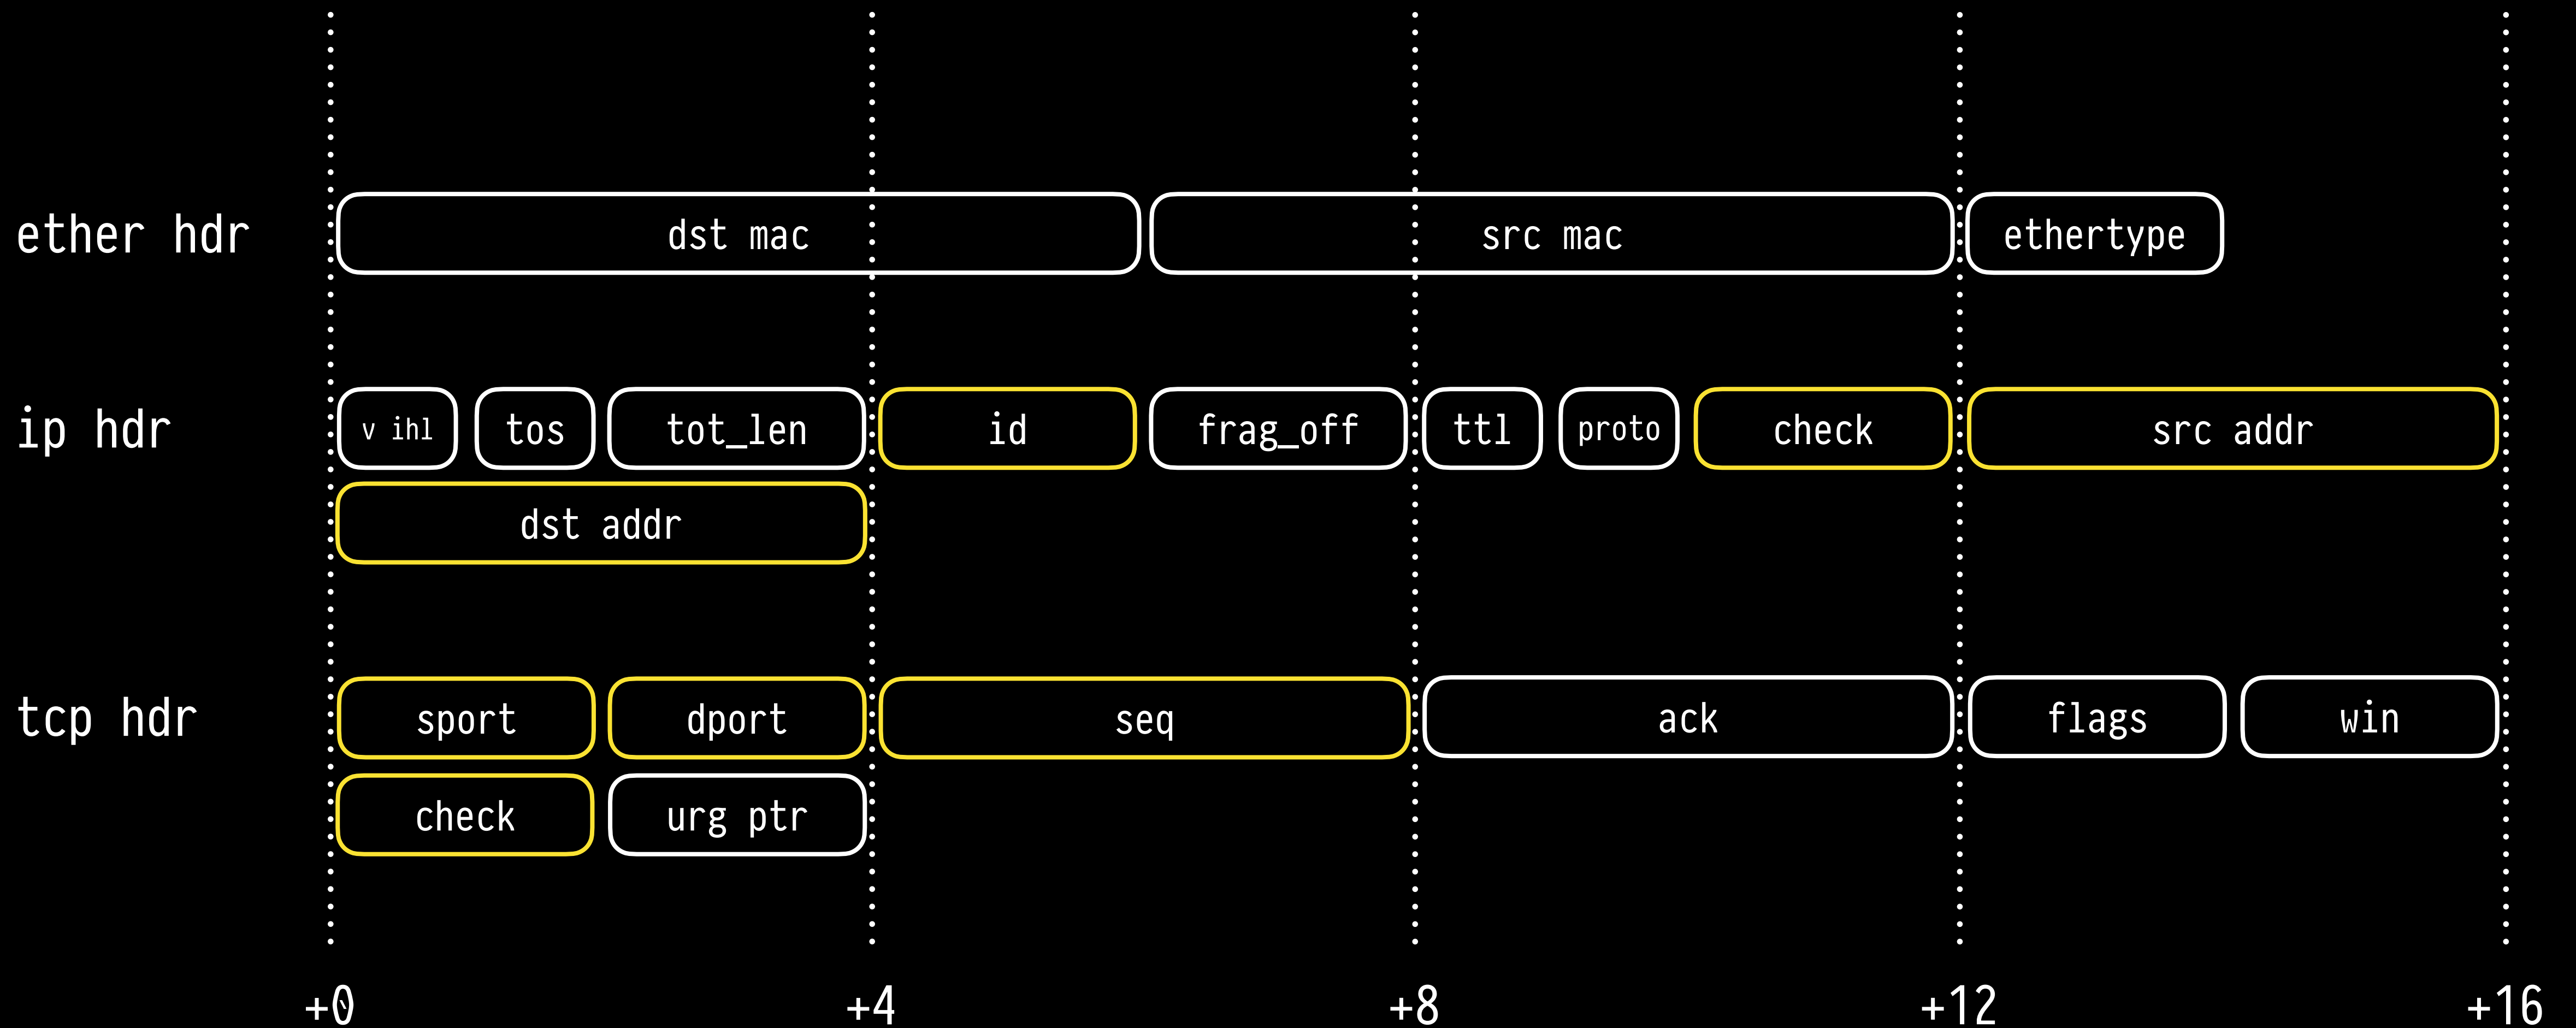 ether hdr dst mac src mac ethertype
ip hdr v ihl tos tot_len id frag_off ttl proto check src addr
dst addr
tcp hdr sport dport seq ack flags win
check urg ptr
+0 +4 +8 +12 +16